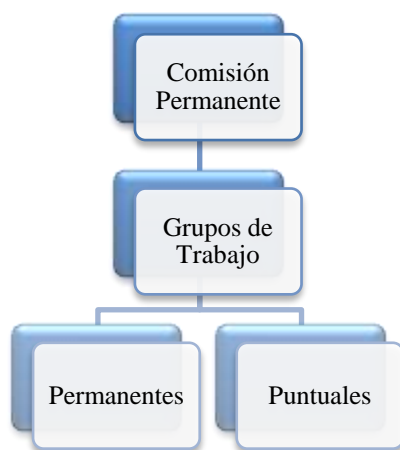 Comisión
Permanente
Grupos de
Trabajo
Permanentes
Puntuales